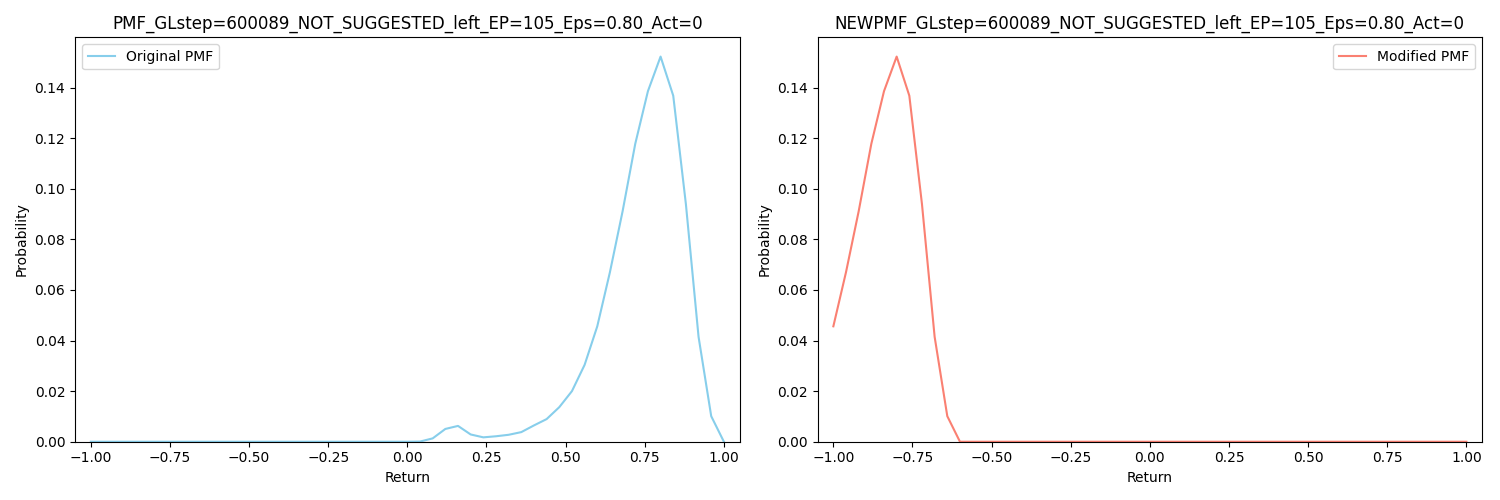 PMF_GLstep=600089_NOT_SUGGESTED_left_EP=105_Eps=0.80_Act=0
Original PMF
Probability
0.14
0.12
0.10
0.08
0.06
0.04
0.02
0.00
−1.00 −0.75 −0.50 −0.25 0.00 0.25 0.50 0.75 1.00
Return
NEWPMF_GLstep=600089_NOT_SUGGESTED_left_EP=105_Eps=0.80_Act=0
Modified PMF
Probability
0.14
0.12
0.10
0.08
0.06
0.04
0.02
0.00
−1.00 −0.75 −0.50 −0.25 0.00 0.25 0.50 0.75 1.00
Return